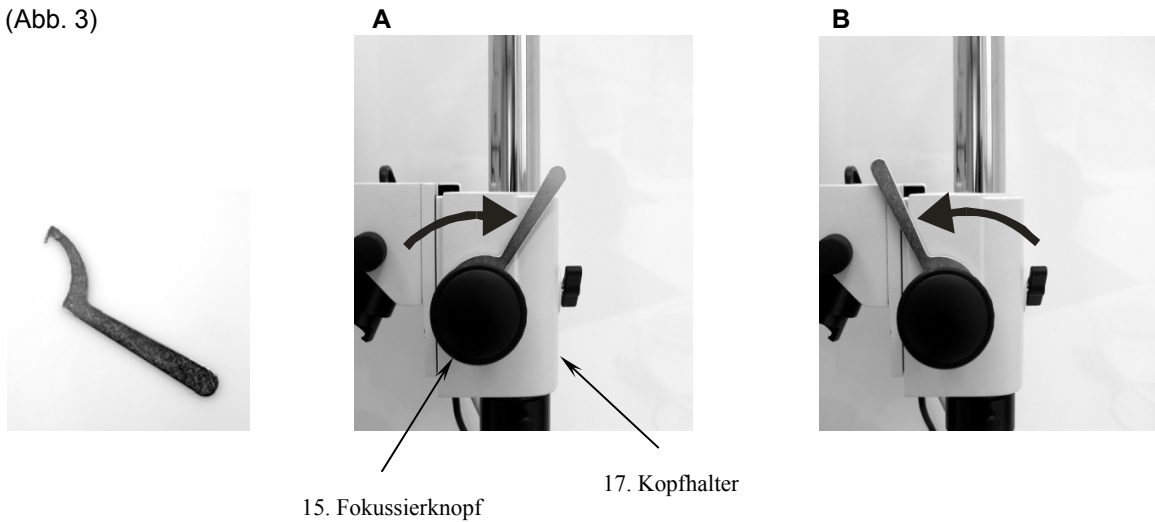 (Abb. 3)
A
B
15. Fokussierknopf
17. Kopfhalter